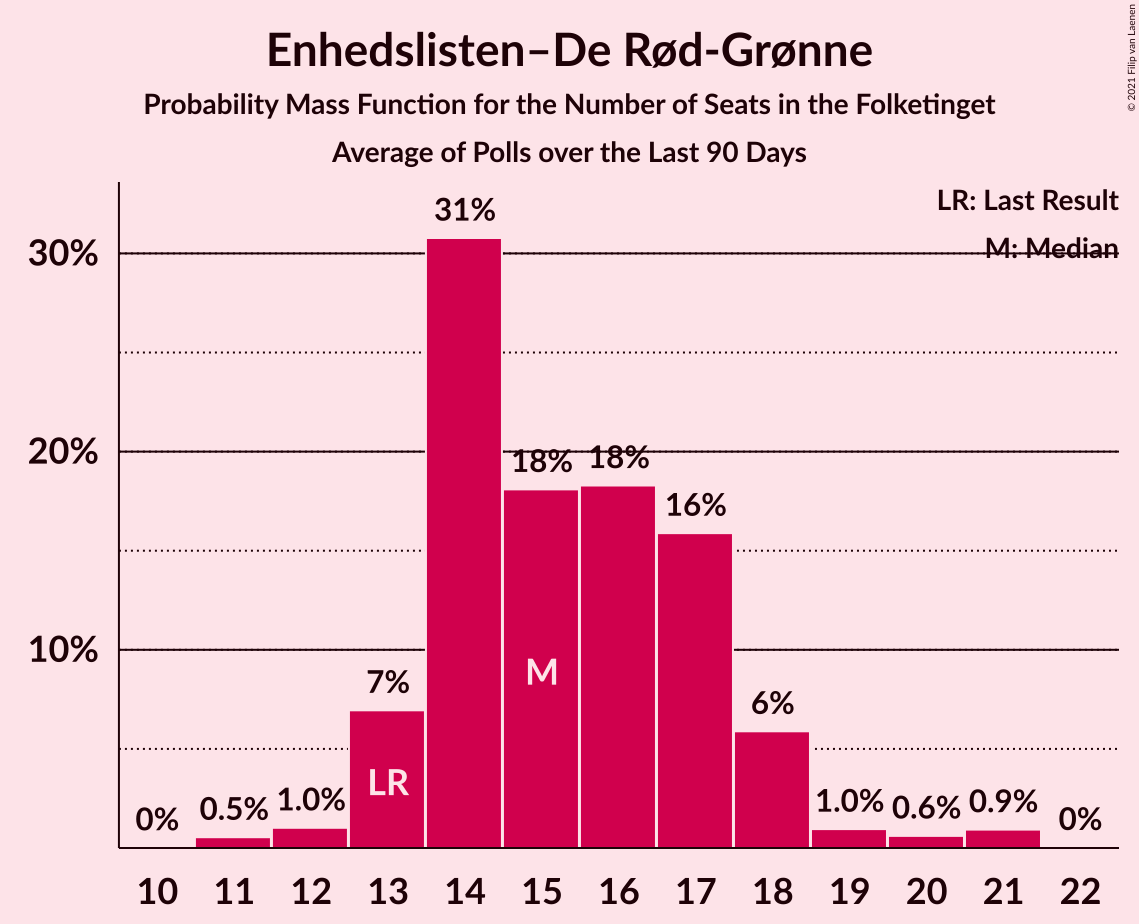 Enhedslisten–De Rød-Grønne
Probability Mass Function for the Number of Seats in the Folketinget
Average of Polls over the Last 90 Days
© 2021 Filip van Laenen
LR: Last Result
M: Median
30%
20%
10%
0%
0.5%
1.0%
7%
31%
18%
18%
16%
6%
1.0%
0.6%
0.9%
0%
LR
M
10 11 12 13 14 15 16 17 18 19 20 21 22